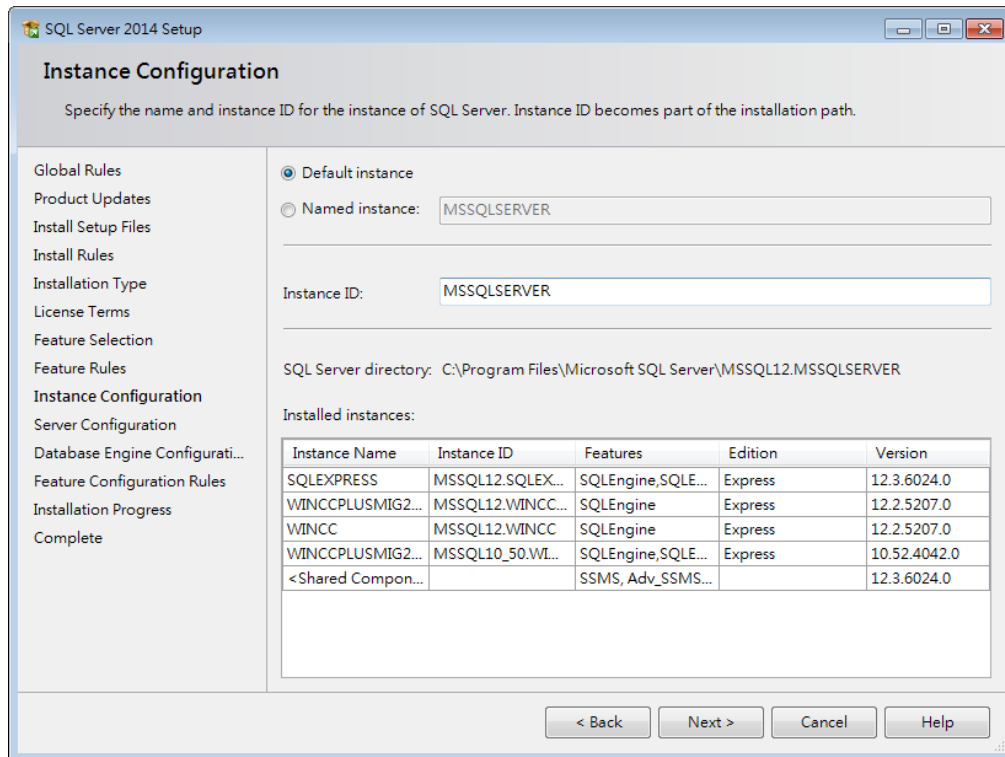 SQL Server 2014 Setup
Instance Configuration
Specify the name and instance ID for the instance of SQL Server. Instance ID becomes part of the installation path.
Global Rules
Product Updates
Install Setup Files
Install Rules
Installation Type
License Terms
Feature Selection
Feature Rules
Instance Configuration
Server Configuration
Database Engine Configurati...
Feature Configuration Rules
Installation Progress
Complete
Default instance
Named instance: MSSQLSERVER
Instance ID: MSSQLSERVER
SQL Server directory: C:\Program Files\Microsoft SQL Server\MSSQL12.MSSQLSERVER
Installed instances:
Instance Name Instance ID Features Edition Version
SQLEXPRESS MSSQL12.SQLEX... SQLEngine,SQLE... Express 12.3.6024.0
WINCCPLUSMIG2... MSSQL12.WINCC... SQLEngine Express 12.2.5207.0
WINCC MSSQL12.WINCC SQLEngine Express 12.2.5207.0
WINCCPLUSMIG2... MSSQL10_50.WI... SQLEngine,SQLE... Express 10.52.4042.0
<Shared Compon... SSMS, Adv_SSMS... 12.3.6024.0
< Back Next > Cancel Help